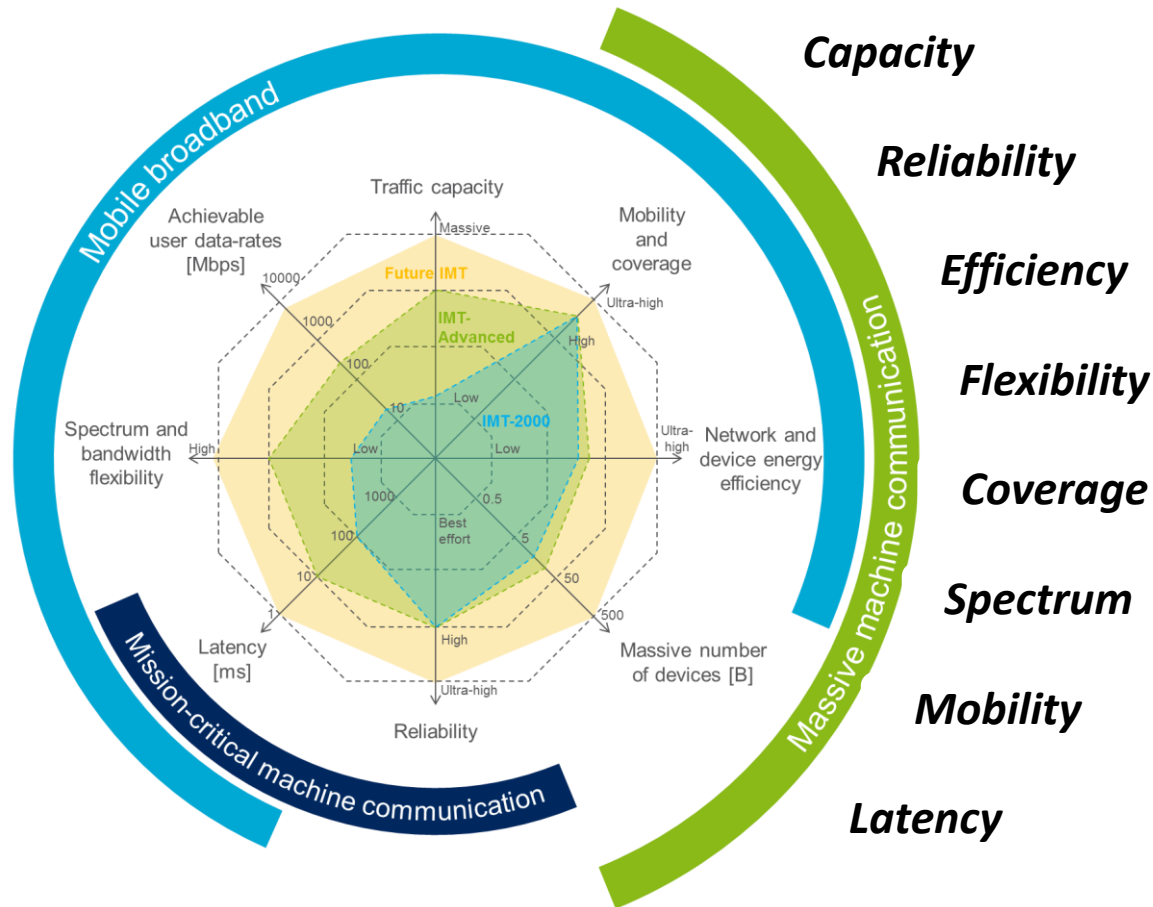 Capacity
Reliability
Efficiency
Flexibility
Coverage
Spectrum
Mobility
Latency
Mobile broadband
Massive machine communication
Mission-critical machine communication
Traffic capacity
Massive
Achievable
user data-rates
[Mbps]
10000
1000
100
10
Mobility
and
coverage
Ultra-high
High
Low
Future IMT
IMT-
Advanced
IMT-2000
Spectrum and
bandwidth
flexibility
High
Low
Network and
device energy
efficiency
Ultra-
high
Low
Latency
[ms]
1000
100
10
1
Best
effort
High
Ultra-high
Reliability
0.5
5
50
500
Massive number
of devices [B]